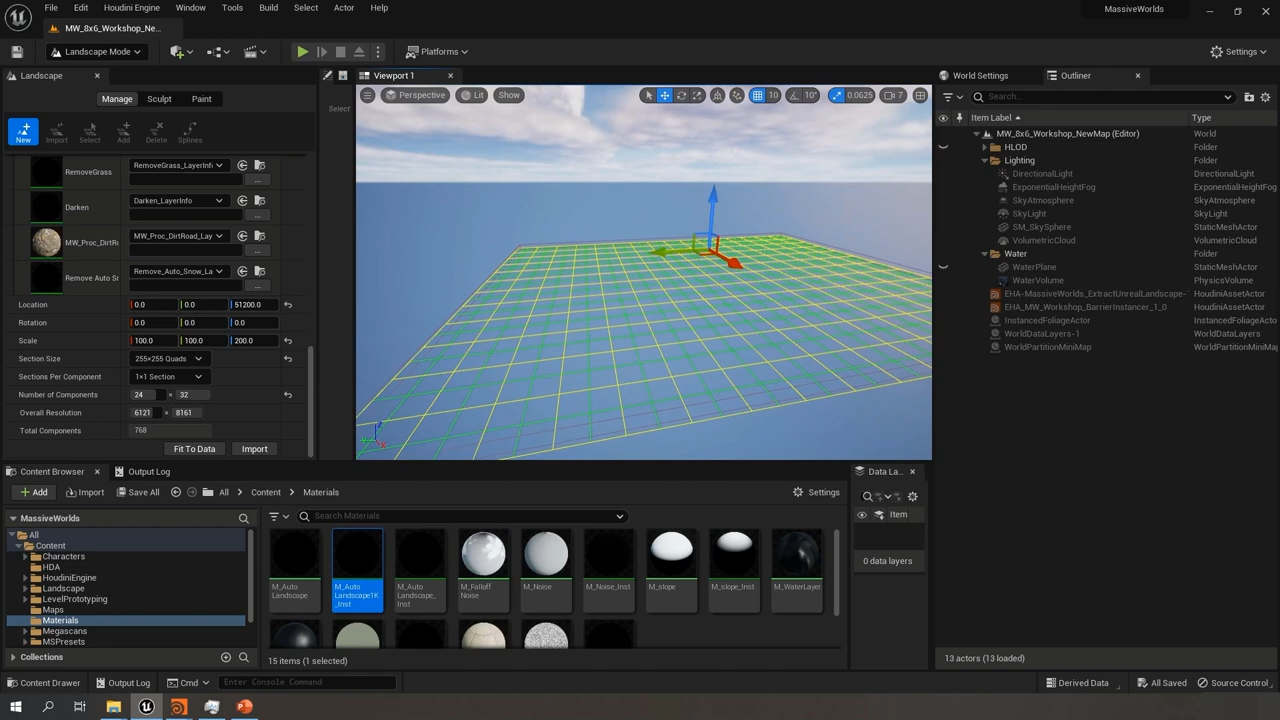 File Edit Houdini Engine Window Tools Build Select Actor Help
MassiveWorlds
MW_8x6_Workshop_Ne...
Landscape Mode
Platforms
Settings
Landscape
Viewport 1
World Settings
Outliner
Manage Sculpt Paint
Perspective Lit Show
10 10° 0.0625 7
Search...
Select
New Import Select Add Delete Splines
Item Label Type
MW_8x6_Workshop_NewMap (Editor) World
HLOD Folder
Lighting Folder
DirectionalLight DirectionalLight
ExponentialHeightFog ExponentialHeightFog
SkyAtmosphere SkyAtmosphere
SkyLight SkyLight
SM_SkySphere StaticMeshActor
VolumetricCloud VolumetricCloud
Water Folder
WaterPlane StaticMeshActor
WaterVolume PhysicsVolume
EHA-MassiveWorlds_ExtractUnrealLandscape- HoudiniAssetActor
EHA_MW_Workshop_BarrierInstancer_1_0 HoudiniAssetActor
InstancedFoliageActor InstancedFoliageActo
WorldDataLayers-1 WorldDataLayers
WorldPartitionMiniMap WorldPartitionMiniMap
RemoveGrass RemoveGrass_LayerInfo
...
Darken Darken_LayerInfo
...
MW_Proc_DirtRo MW_Proc_DirtRoad_Lay
...
Remove Auto Sn Remove_Auto_Snow_La
...
Location 0.0 0.0 51200.0
Rotation 0.0 0.0 0.0
Scale 100.0 100.0 200.0
Section Size 255×255 Quads
Sections Per Component 1×1 Section
Number of Components 24 × 32
Overall Resolution 6121 × 8161
Total Components 768
Fit To Data Import
Content Browser Output Log
Data La...
Add Import Save All All Content Materials Settings
MassiveWorlds
Search Materials
Item
All
Content
Characters
HDA
HoudiniEngine
Landscape
LevelPrototyping
Maps
Materials
Megascans
MSPresets
M_Auto
Landscape
M_Auto
Landscape1K
_Inst
M_Auto
Landscape_
Inst
M_Falloff
Noise
M_Noise
M_Noise_Inst
M_slope
M_slope_Inst
M_WaterLayer
0 data layers
Collections
15 items (1 selected)
13 actors (13 loaded)
Content Drawer Output Log Cmd Enter Console Command
Derived Data All Saved Source Control